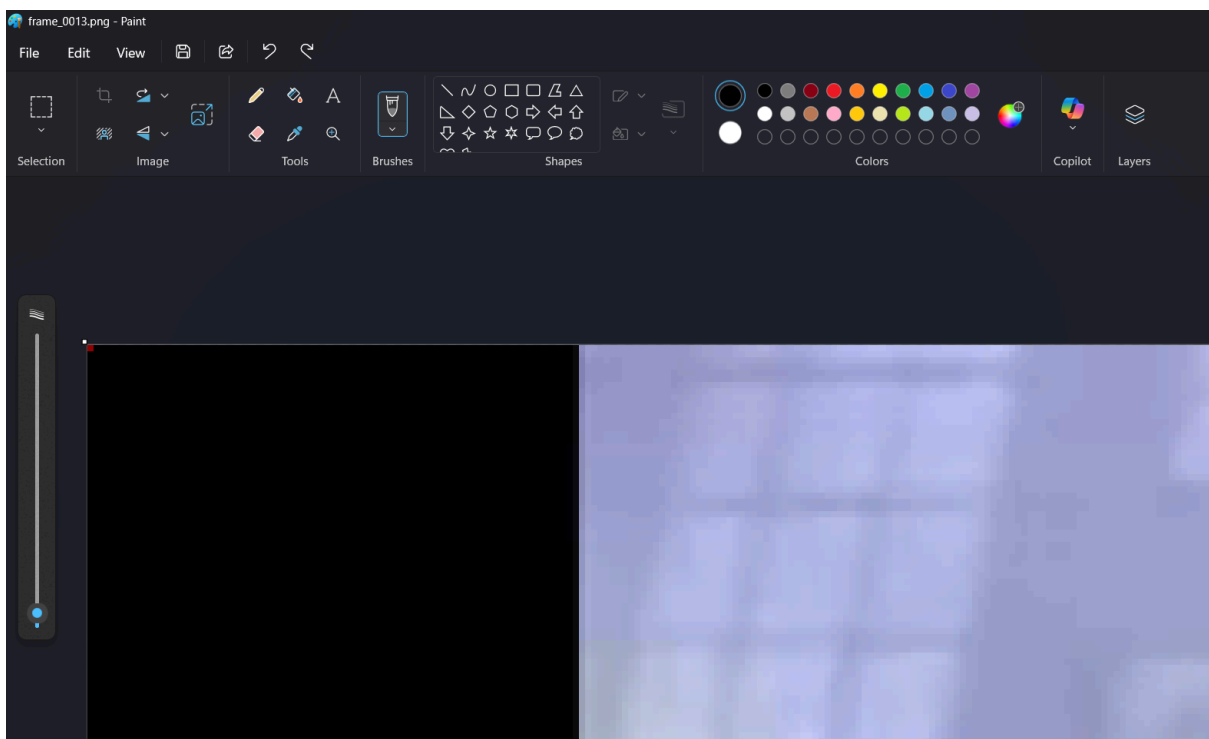 frame_0013.png - Paint
File Edit View
Selection Image Tools Brushes Shapes Colors Copilot Layers